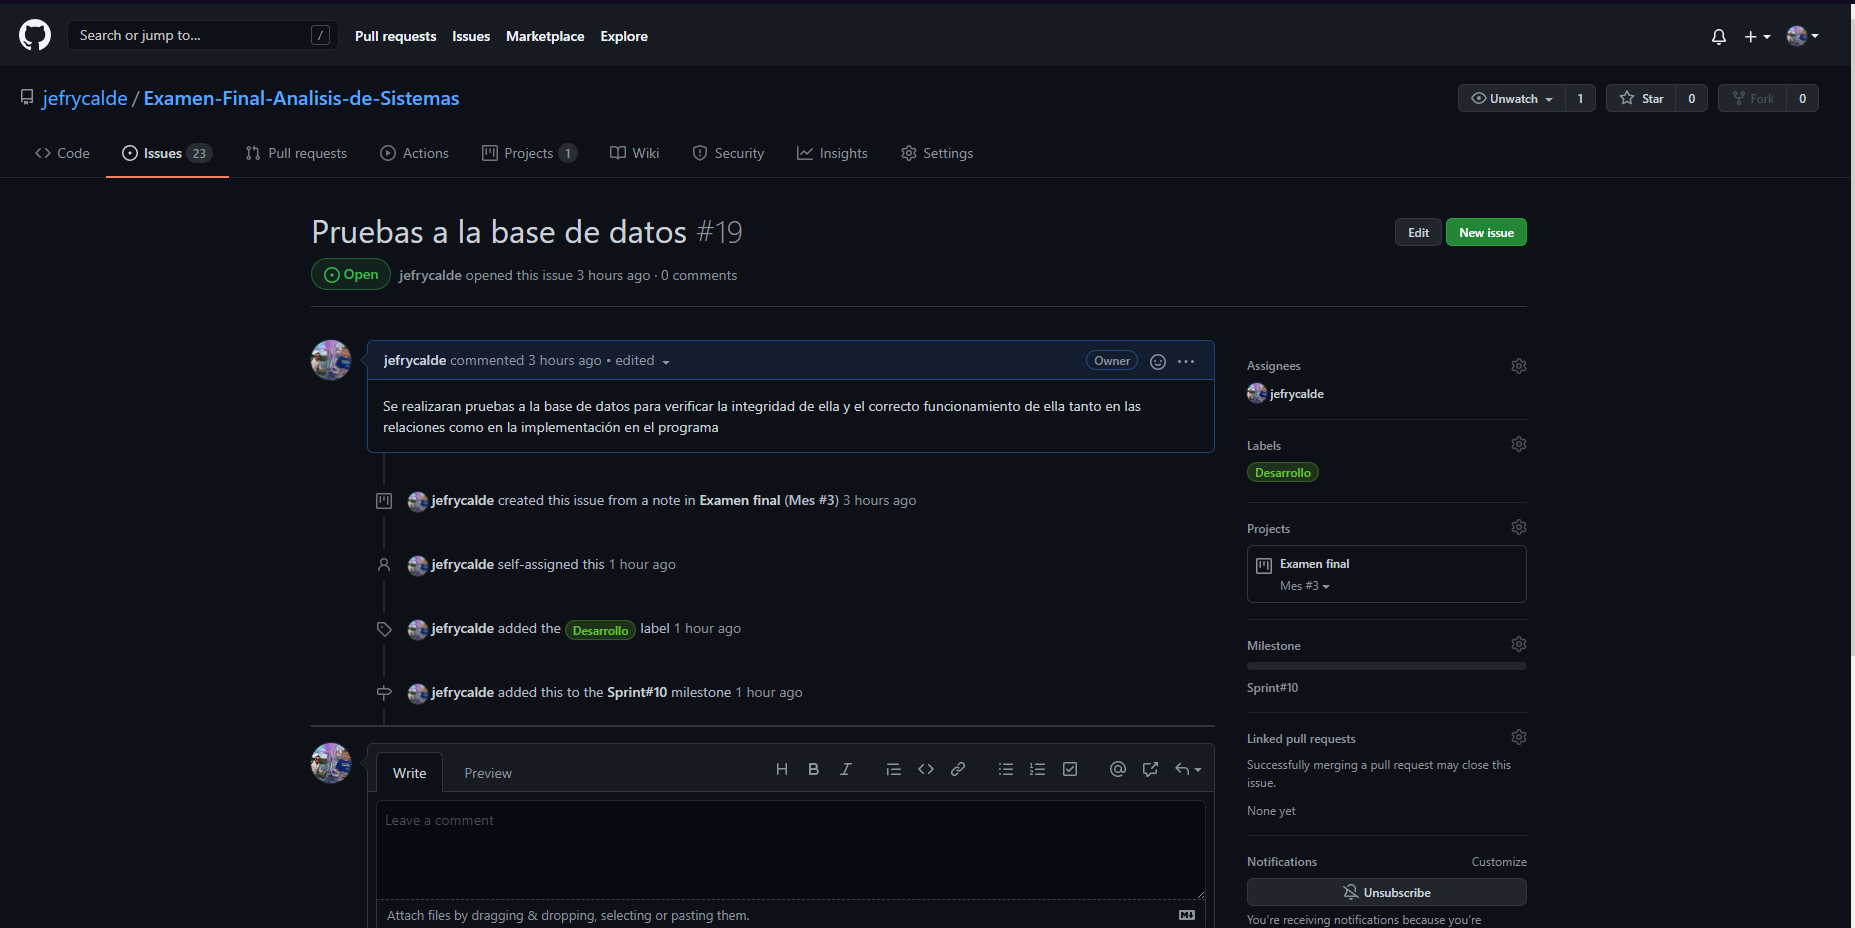 Search or jump to... /
Pull requests Issues Marketplace Explore
jefrycalde / Examen-Final-Analisis-de-Sistemas
Unwatch 1 Star 0 Fork 0
Code Issues 23 Pull requests Actions Projects 1 Wiki Security Insights Settings
Pruebas a la base de datos #19
Edit New issue
Open jefrycalde opened this issue 3 hours ago · 0 comments
jefrycalde commented 3 hours ago • edited
Owner
Se realizaran pruebas a la base de datos para verificar la integridad de ella y el correcto funcionamiento de ella tanto en las
relaciones como en la implementación en el programa
jefrycalde created this issue from a note in Examen final (Mes #3) 3 hours ago
jefrycalde self-assigned this 1 hour ago
jefrycalde added the Desarrollo label 1 hour ago
jefrycalde added this to the Sprint#10 milestone 1 hour ago
Write Preview
Leave a comment
Attach files by dragging & dropping, selecting or pasting them.
Assignees
jefrycalde
Labels
Desarrollo
Projects
Examen final
Mes #3
Milestone
Sprint#10
Linked pull requests
Successfully merging a pull request may close this
issue.
None yet
Notifications Customize
Unsubscribe
You're receiving notifications because you're